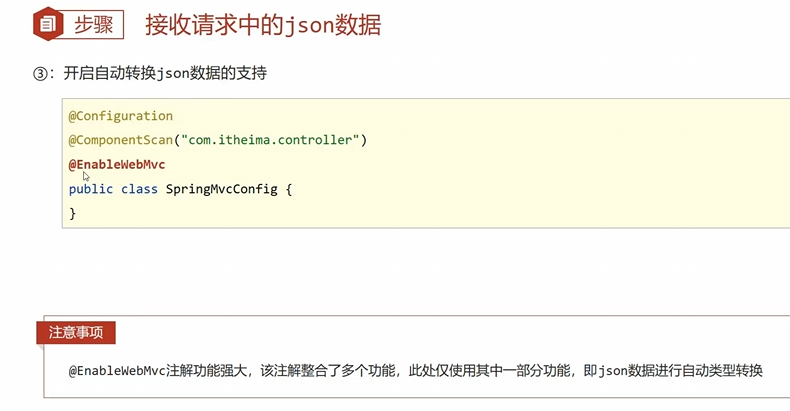 步骤 接收请求中的json数据
③：开启自动转换json数据的支持
@Configuration
@ComponentScan("com.itheima.controller")
@EnableWebMvc
public class SpringMvcConfig {
}
注意事项
@EnableWebMvc注解功能强大，该注解整合了多个功能，此处仅使用其中一部分功能，即json数据进行自动类型转换